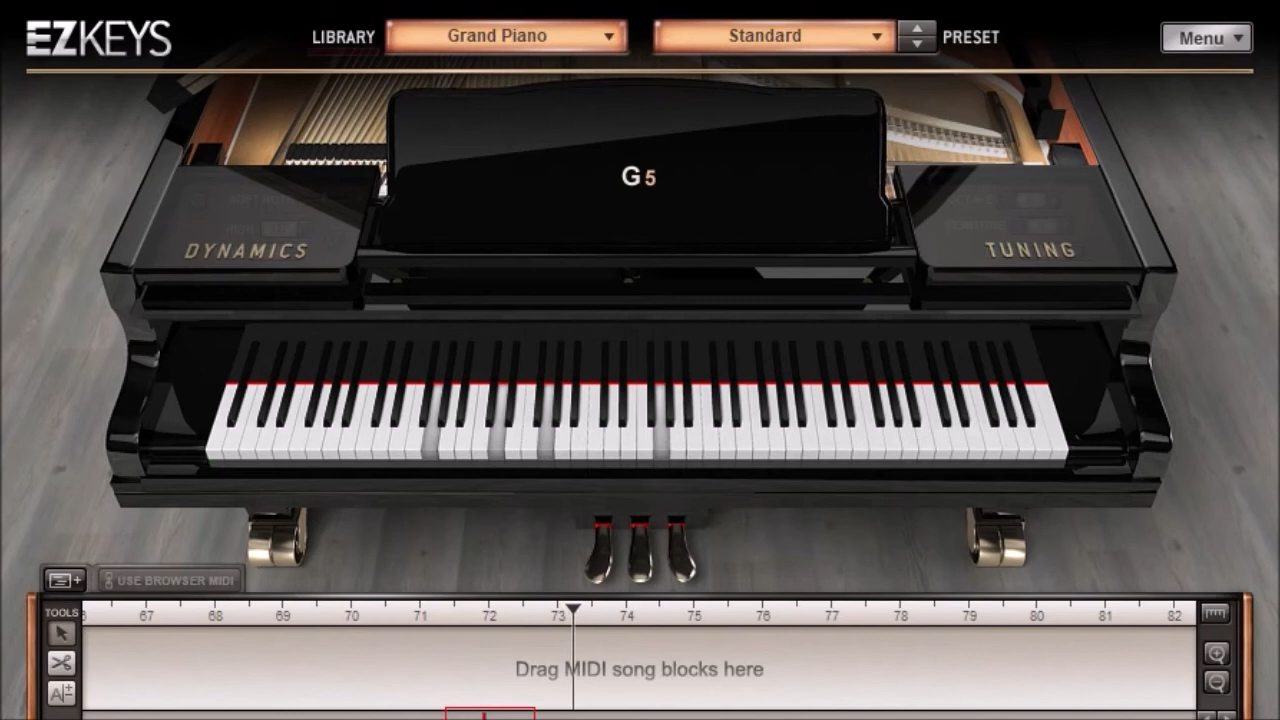 EZKEYS
LIBRARY Grand Piano Standard PRESET Menu
G5
DYNAMICS TUNING
USE BROWSER MIDI
TOOLS 67 68 69 70 71 72 73 74 75 76 77 78 79 80 81 82
Drag MIDI song blocks here
A